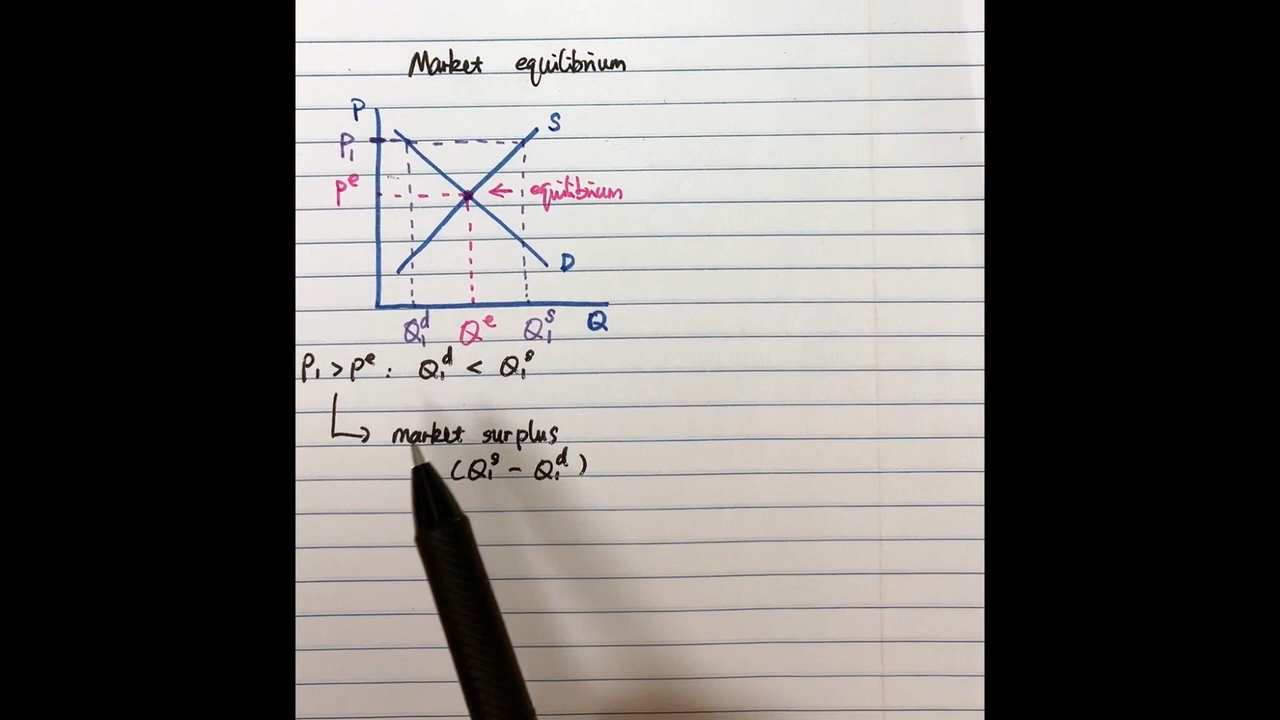 Market equilibrium
P
S
P₁
Pᵉ
← equilibrium
D
Q₁ᵈ Qᵉ Q₁ˢ Q
P₁ > Pᵉ : Q₁ᵈ < Q₁ˢ
↳ market surplus
(Q₁ˢ − Q₁ᵈ)